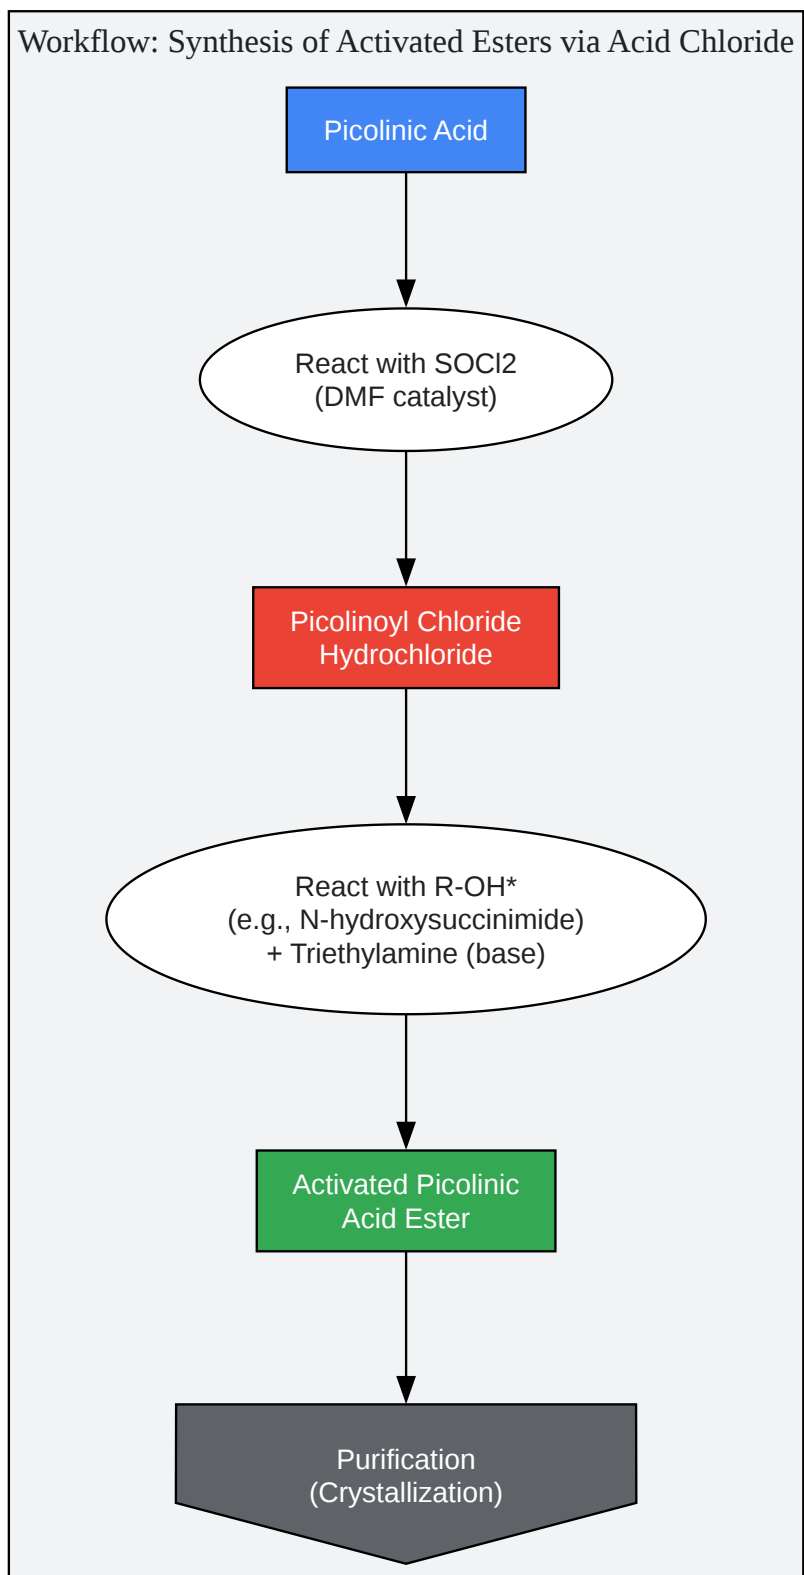 Workflow: Synthesis of Activated Esters via Acid Chloride
Picolinic Acid
React with SOCl2
(DMF catalyst)
Picolinoyl Chloride
Hydrochloride
React with R-OH*
(e.g., N-hydroxysuccinimide)
+ Triethylamine (base)
Activated Picolinic
Acid Ester
Purification
(Crystallization)